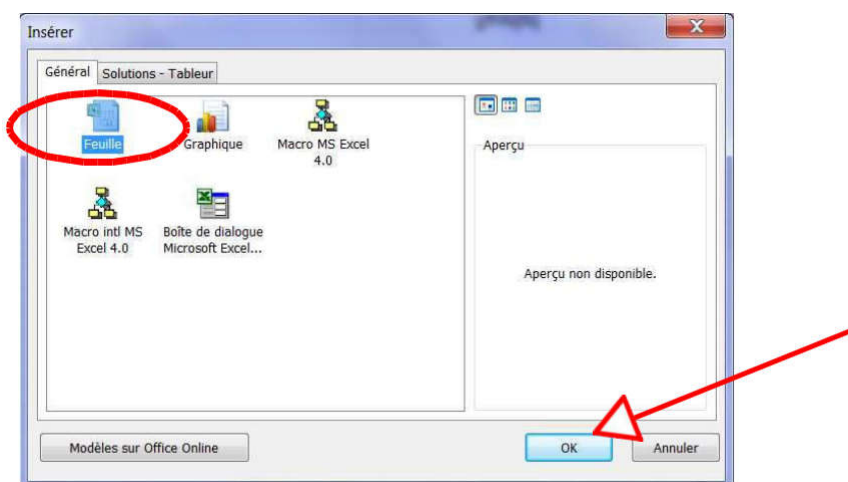 Insérer
Général
Solutions - Tableur
Feuille
Graphique
Macro MS Excel
4.0
Macro intl MS
Excel 4.0
Boîte de dialogue
Microsoft Excel...
Aperçu
Aperçu non disponible.
Modèles sur Office Online
OK
Annuler